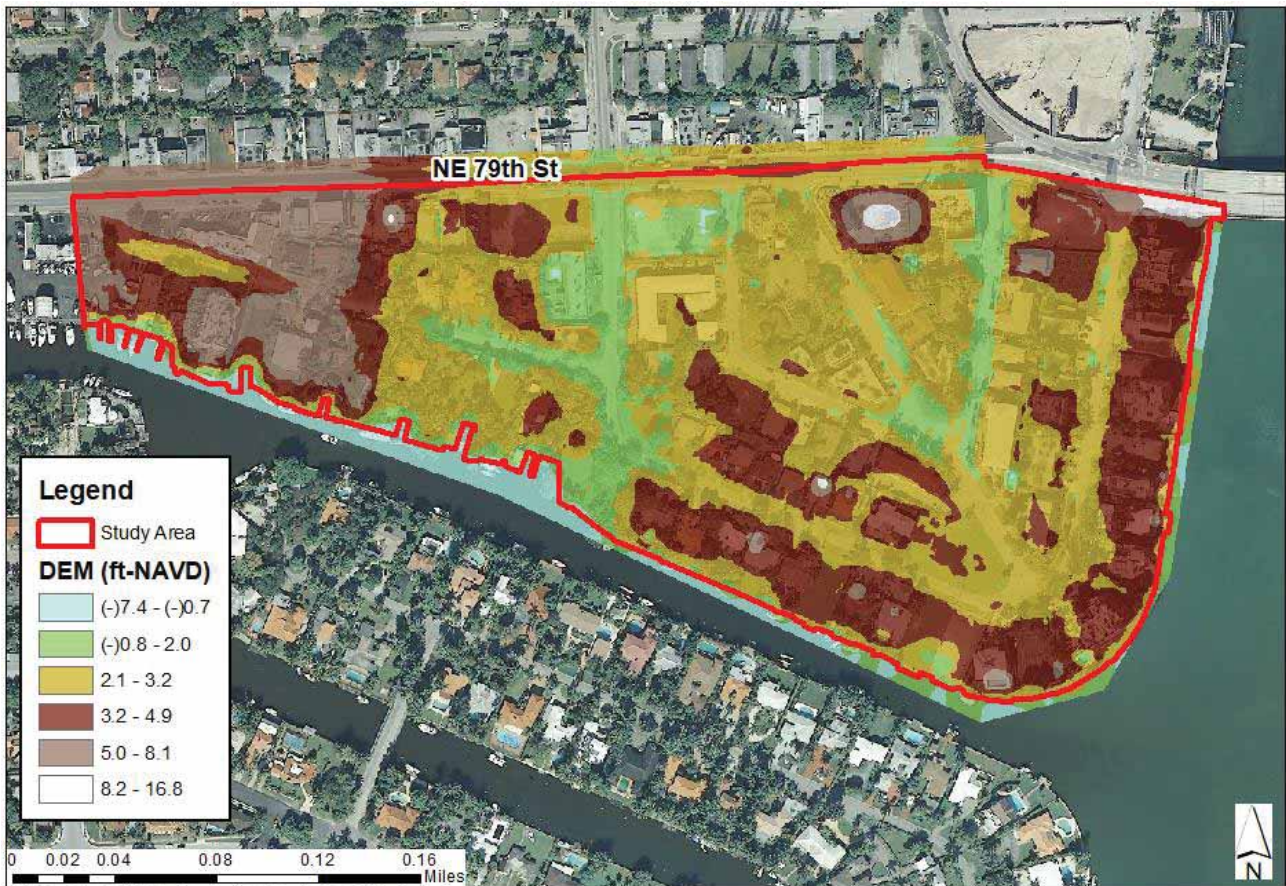 NE 79th St
Legend
Study Area
DEM (ft-NAVD)
(-)7.4 - (-)0.7
(-)0.8 - 2.0
2.1 - 3.2
3.2 - 4.9
5.0 - 8.1
8.2 - 16.8
0 0.02 0.04 0.08 0.12 0.16
Miles
N